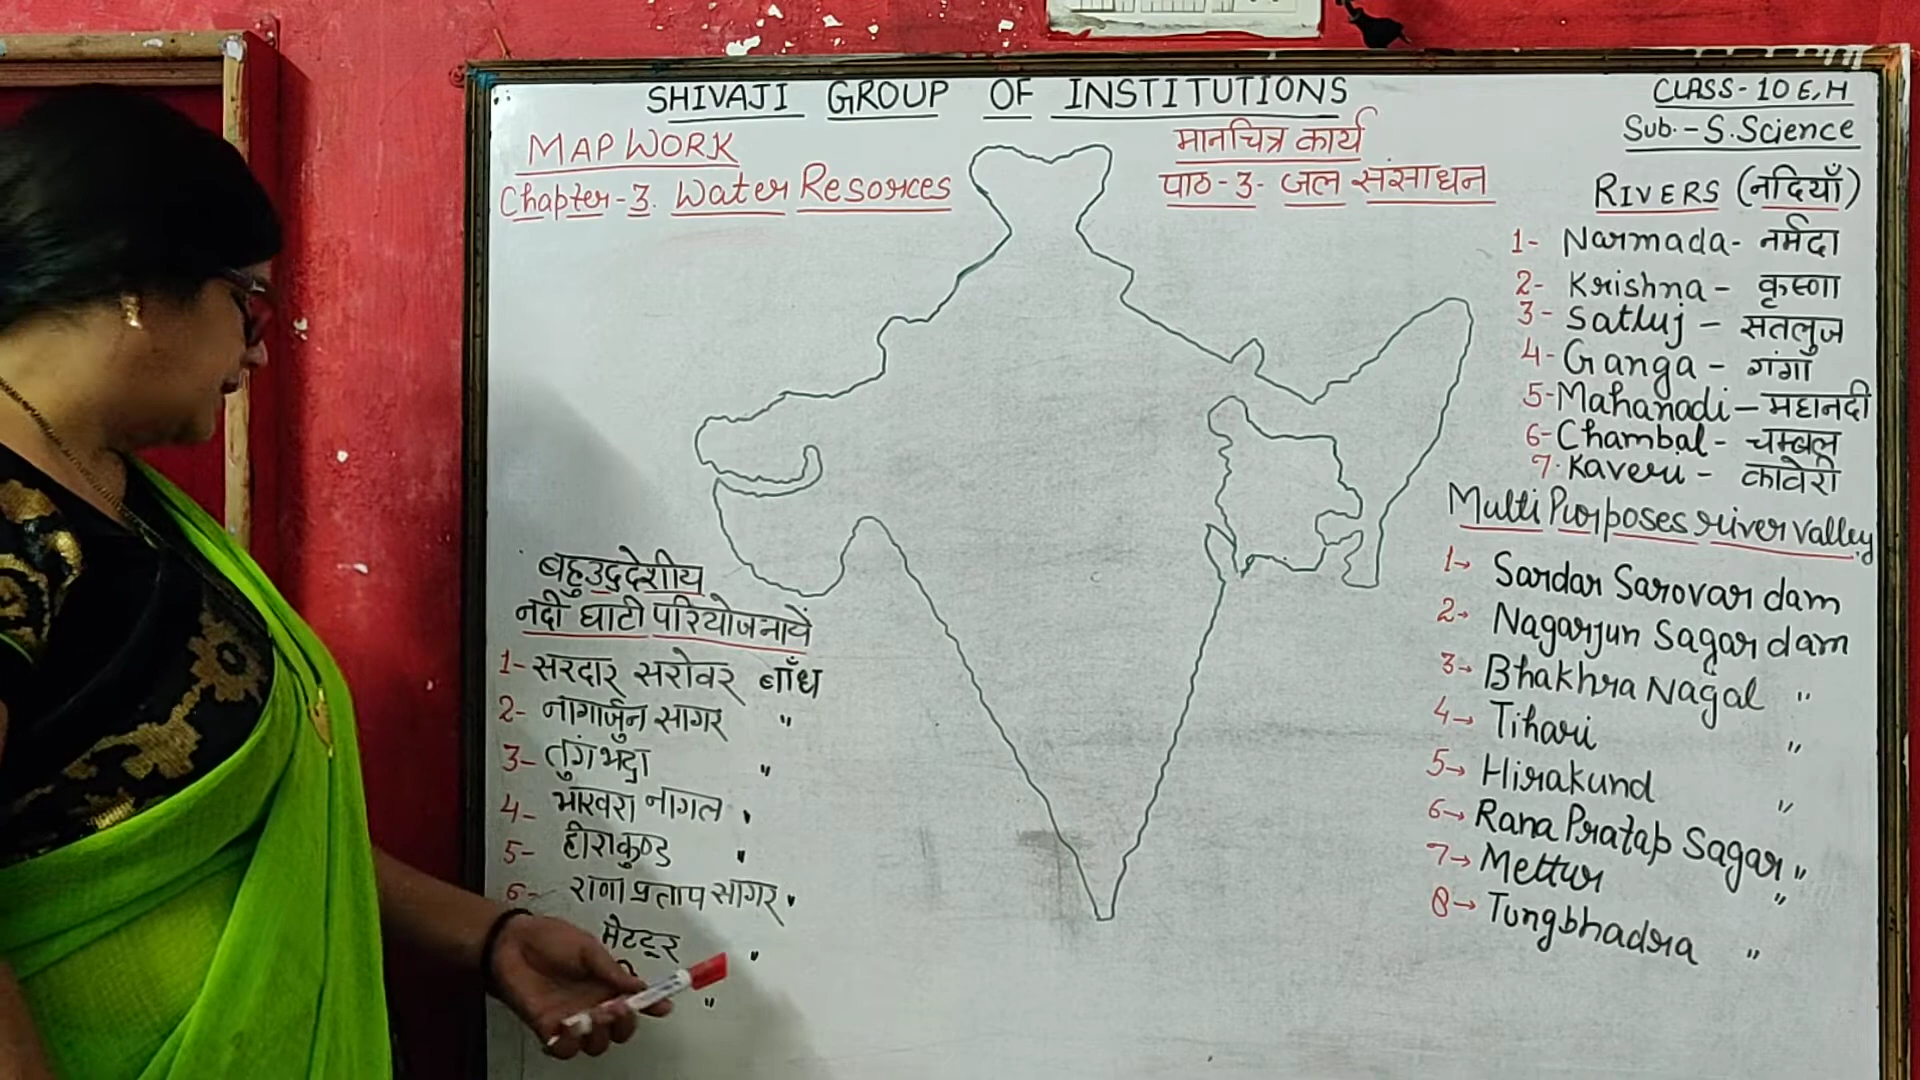 SHIVAJI GROUP OF INSTITUTIONS
CLASS-10 E,H
Sub.-S.Science
MAP WORK
Chapter-3. Water Resorces
मानचित्र कार्य
पाठ-3- जल संसाधन
RIVERS (नदियाँ)
1- Narmada- नर्मदा
2- Krishna- कृष्णा
3- Satluj- सतलुज
4- Ganga- गंगा
5-Mahanadi-महानदी
6-Chambal- चम्बल
7. Kaveri- कावेरी
Multi Purposes river valley
1→ Sardar Sarovar dam
2- Nagarjun Sagar dam
3→ Bhakhra Nagal "
4→ Tihari "
5→ Hirakund "
6→ Rana Pratap Sagar "
7→ Mettur "
8→ Tungbhadra "
बहुउद्देशीय
नदी घाटी परियोजनायें
1- सरदार सरोवर बाँध
2- नागार्जुन सागर "
3- तुंगभद्रा "
4- भाखरा नागल "
5- हीराकुण्ड "
6- राणा प्रताप सागर "
मेटटूर "
"